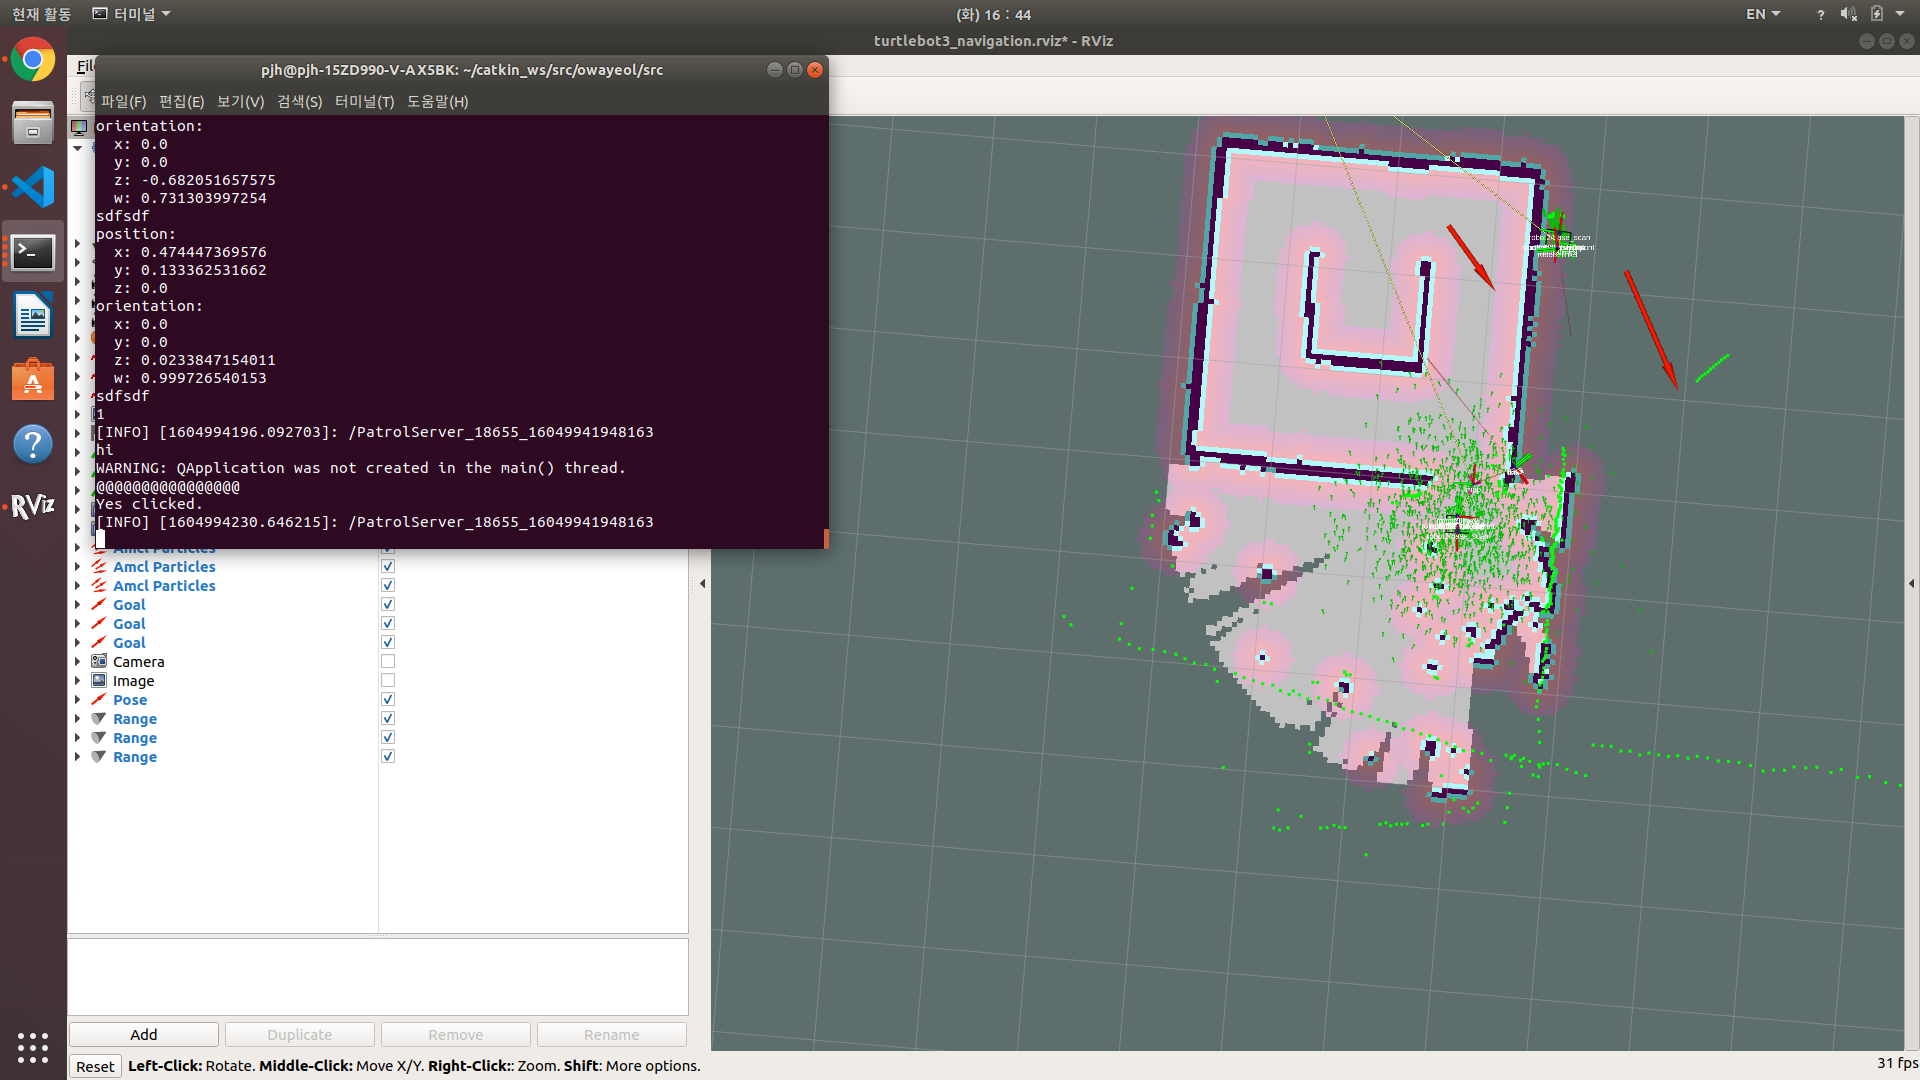 현재 활동
터미널
(화) 16 : 44
EN
?
turtlebot3_navigation.rviz* - RViz
File
pjh@pjh-15ZD990-V-AX5BK: ~/catkin_ws/src/owayeol/src
파일(F) 편집(E) 보기(V) 검색(S) 터미널(T) 도움말(H)
orientation:
x: 0.0
y: 0.0
z: -0.682051657575
w: 0.731303997254
sdfsdf
position:
x: 0.474447369576
y: 0.133362531662
z: 0.0
orientation:
x: 0.0
y: 0.0
z: 0.0233847154011
w: 0.999726540153
sdfsdf
1
[INFO] [1604994196.092703]: /PatrolServer_18655_16049941948163
hi
WARNING: QApplication was not created in the main() thread.
@@@@@@@@@@@@@@@@
Yes clicked.
[INFO] [1604994230.646215]: /PatrolServer_18655_16049941948163
Amcl Particles
Amcl Particles
Amcl Particles
Goal
Goal
Goal
Camera
Image
Pose
Range
Range
Range
RViz
Add
Duplicate
Remove
Rename
Reset
Left-Click: Rotate. Middle-Click: Move X/Y. Right-Click:: Zoom. Shift: More options.
31 fps